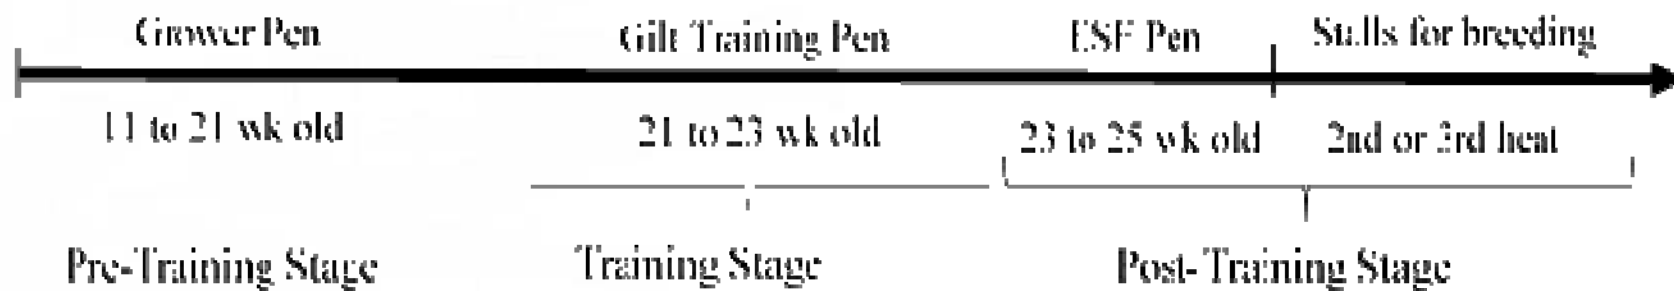 Grower Pen
Gilt Training Pen
ESF Pen
Stalls for breeding
11 to 21 wk old
21 to 23 wk old
23 to 25 wk old
2nd or 3rd heat
Pre-Training Stage
Training Stage
Post-Training Stage